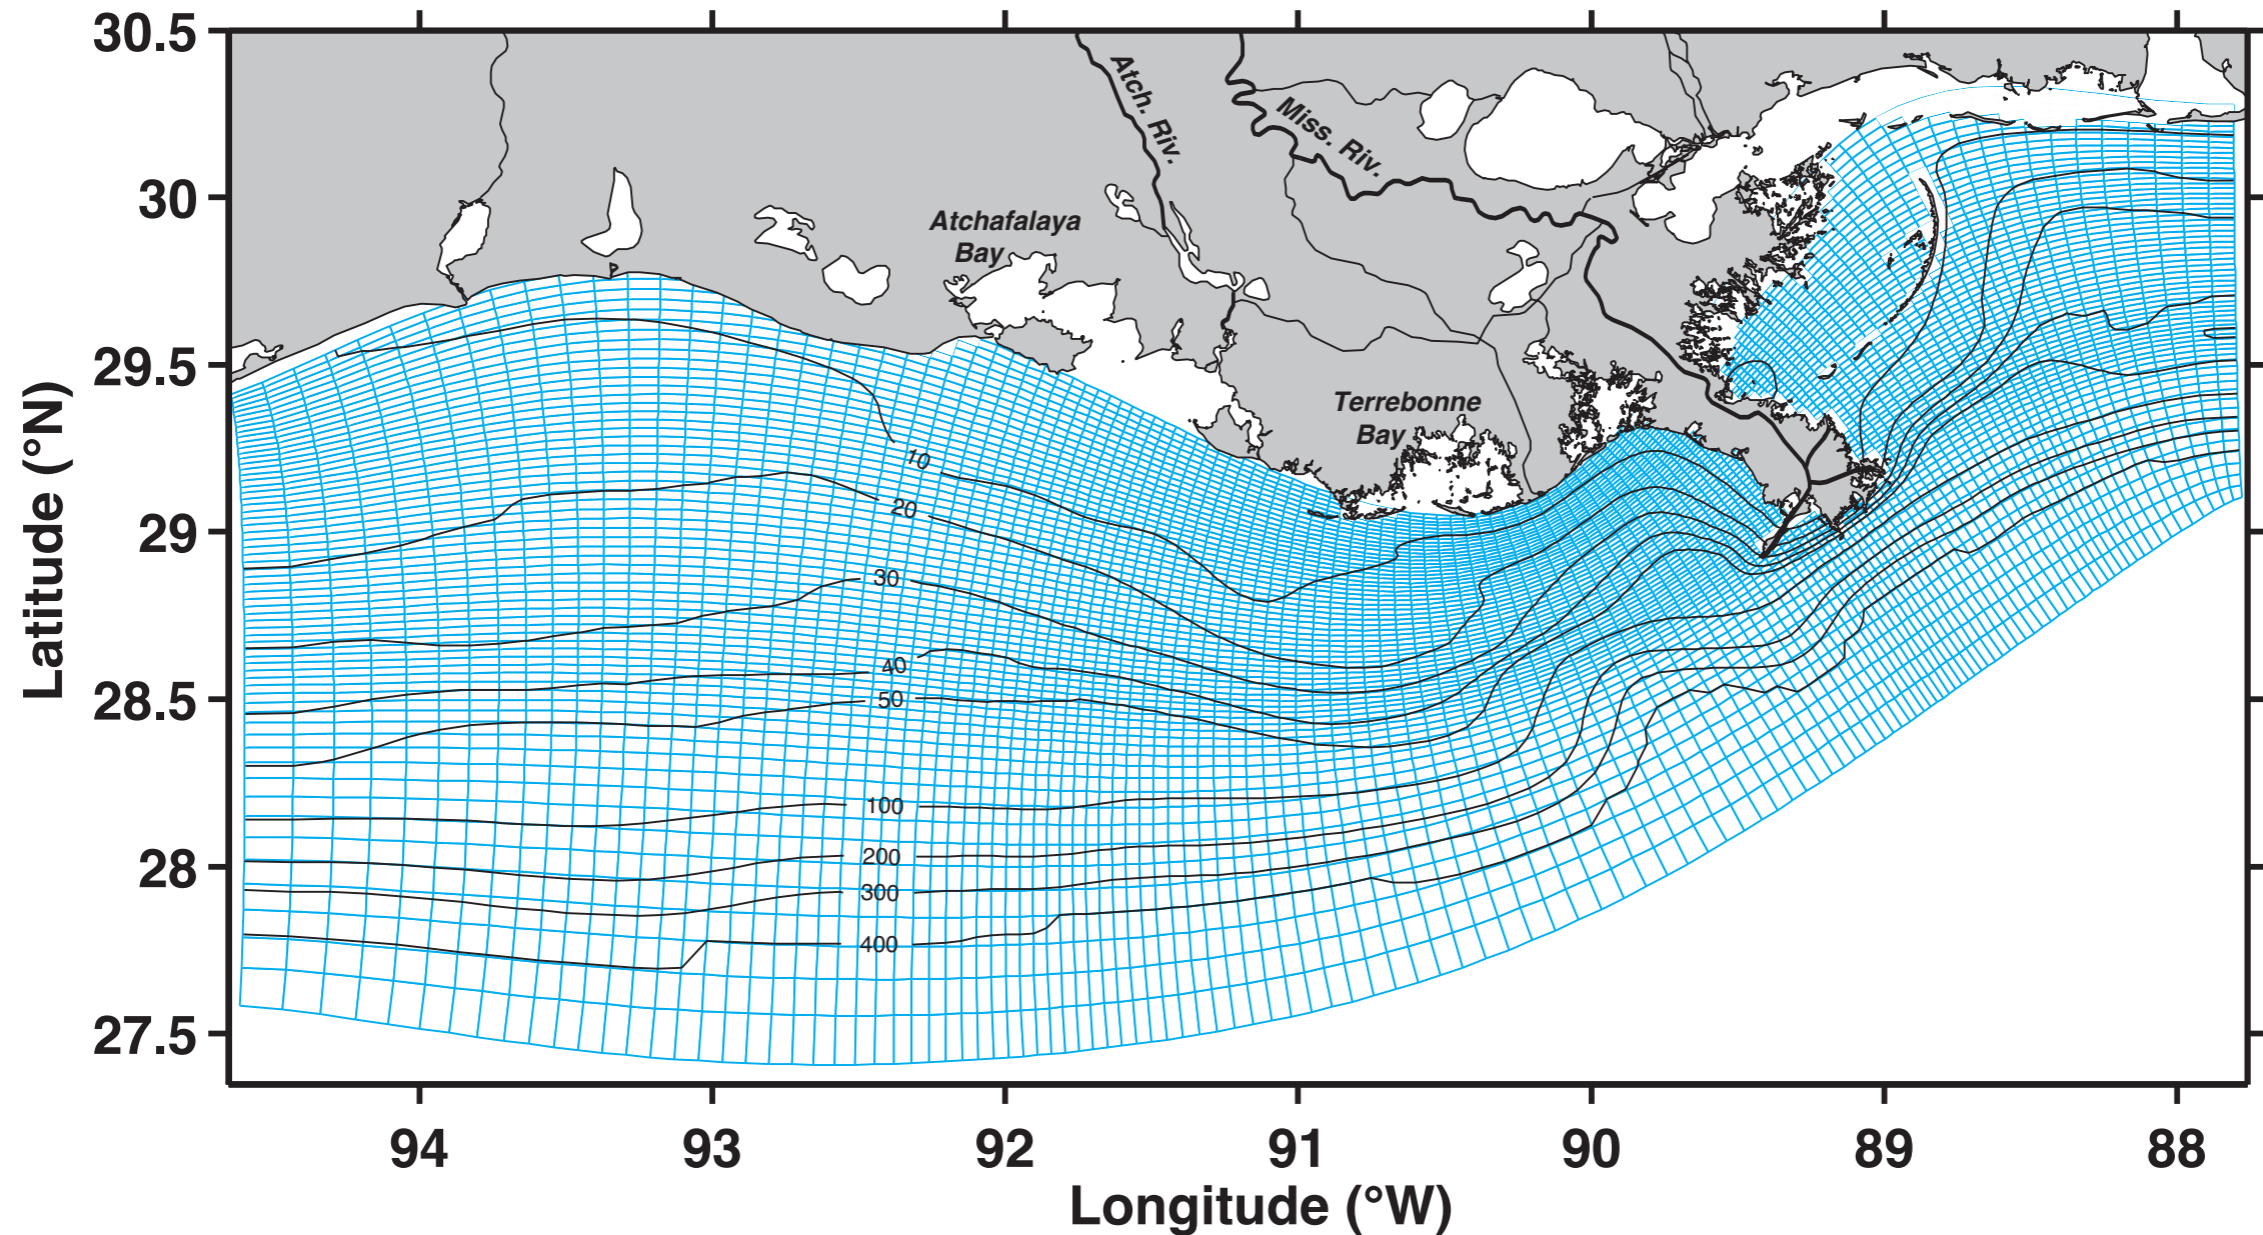 30.5
30
29.5
29
28.5
28
27.5
Latitude (°N)
Atch. Riv.
Miss. Riv.
Atchafalaya
Bay
Terrebonne
Bay
10
20
30
40
50
100
200
300
400
94
93
92
91
90
89
88
Longitude (°W)